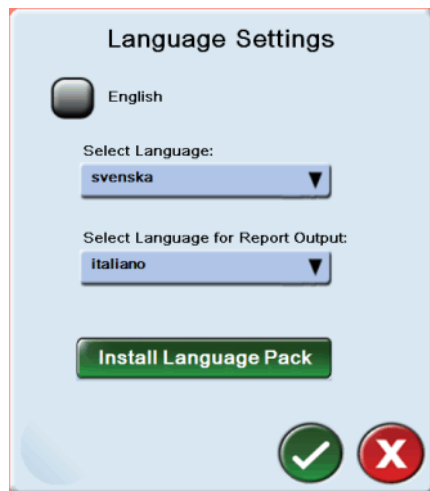 Language Settings
English
Select Language:
svenska
Select Language for Report Output:
italiano
Install Language Pack